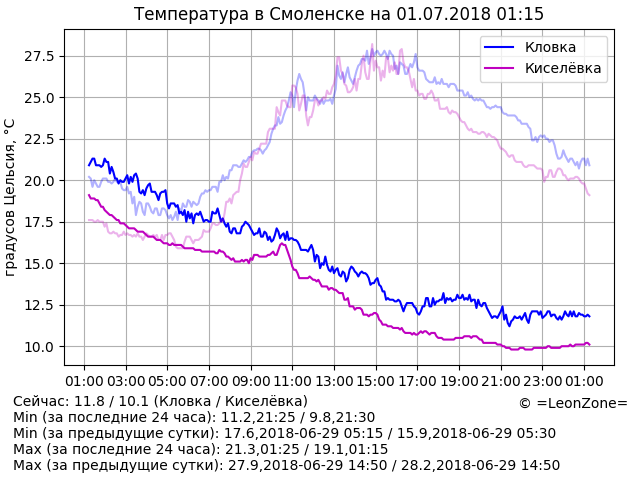 Температура в Смоленске на 01.07.2018 01:15
Кловка
Киселёвка
градусов Цельсия, °C
27.5
25.0
22.5
20.0
17.5
15.0
12.5
10.0
01:00 03:00 05:00 07:00 09:00 11:00 13:00 15:00 17:00 19:00 21:00 23:00 01:00
Сейчас: 11.8 / 10.1 (Кловка / Киселёвка)
© =LeonZone=
Min (за последние 24 часа): 11.2,21:25 / 9.8,21:30
Min (за предыдущие сутки): 17.6,2018-06-29 05:15 / 15.9,2018-06-29 05:30
Max (за последние 24 часа): 21.3,01:25 / 19.1,01:15
Max (за предыдущие сутки): 27.9,2018-06-29 14:50 / 28.2,2018-06-29 14:50